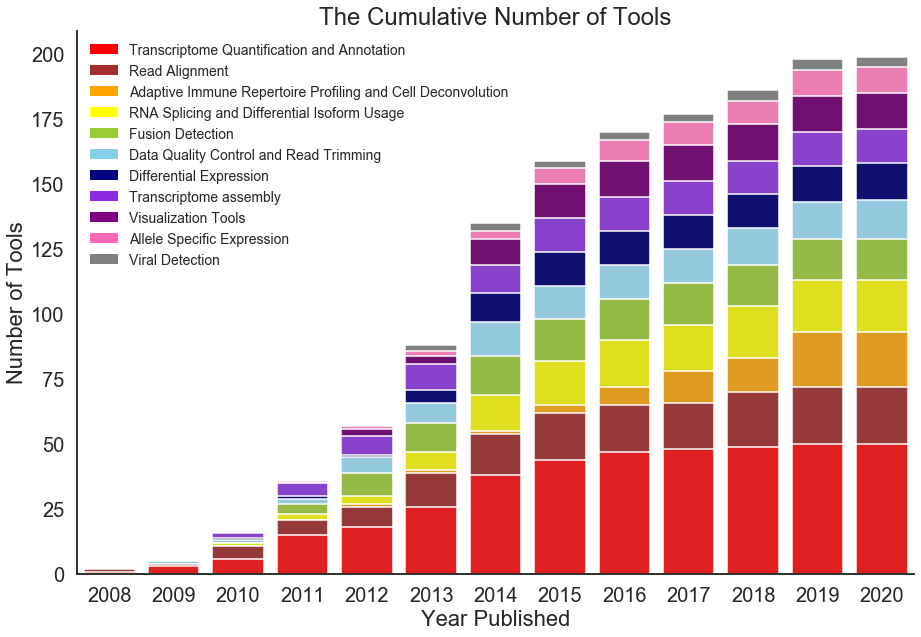 The Cumulative Number of Tools
Transcriptome Quantification and Annotation
Read Alignment
Adaptive Immune Repertoire Profiling and Cell Deconvolution
RNA Splicing and Differential Isoform Usage
Fusion Detection
Data Quality Control and Read Trimming
Differential Expression
Transcriptome assembly
Visualization Tools
Allele Specific Expression
Viral Detection
Number of Tools
200
175
150
125
100
75
50
25
0
2008 2009 2010 2011 2012 2013 2014 2015 2016 2017 2018 2019 2020
Year Published